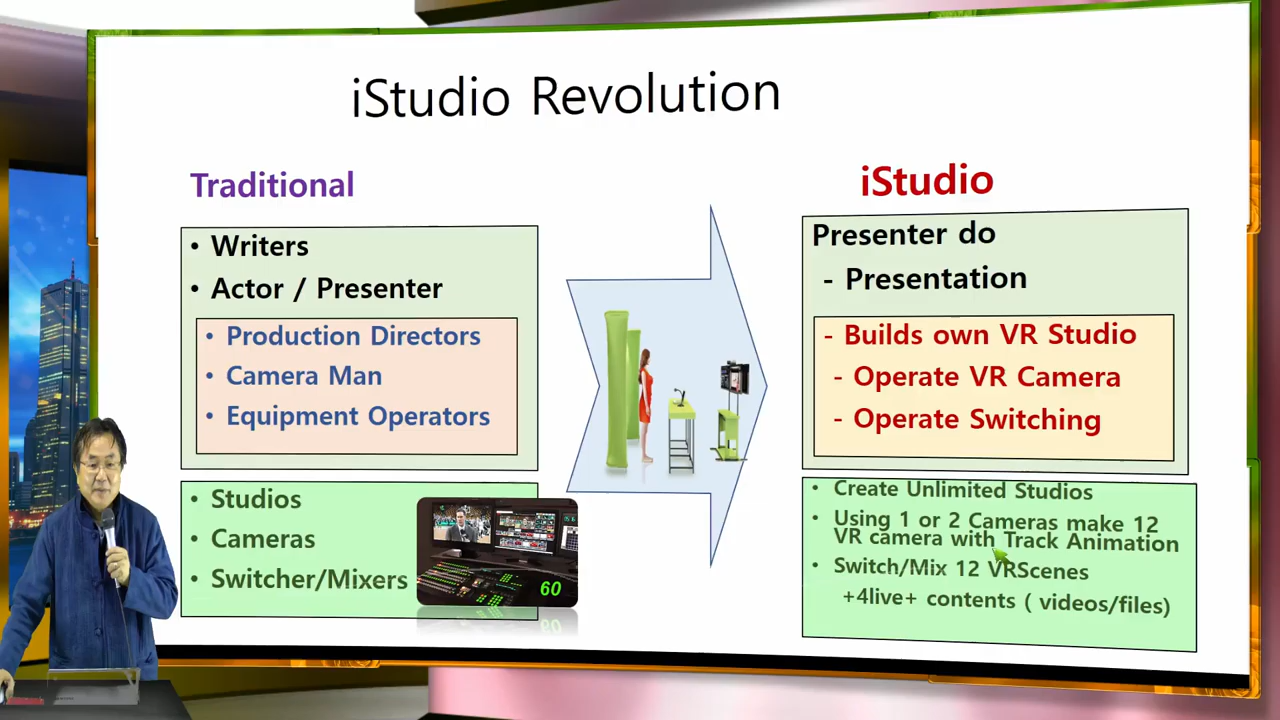 iStudio Revolution
Traditional
• Writers
• Actor / Presenter
• Production Directors
• Camera Man
• Equipment Operators
• Studios
• Cameras
• Switcher/Mixers
60
iStudio
Presenter do
- Presentation
- Builds own VR Studio
- Operate VR Camera
- Operate Switching
• Create Unlimited Studios
• Using 1 or 2 Cameras make 12
VR camera with Track Animation
• Switch/Mix 12 VRScenes
+4live+ contents ( videos/files)